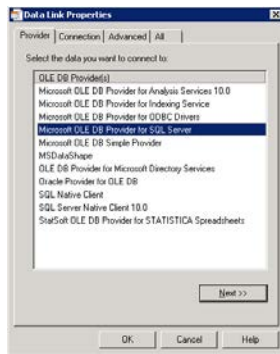 Data Link Properties
Provider Connection Advanced All
Select the data you want to connect to:
OLE DB Provider(s)
Microsoft OLE DB Provider for Analysis Services 10.0
Microsoft OLE DB Provider for Indexing Service
Microsoft OLE DB Provider for ODBC Drivers
Microsoft OLE DB Provider for SQL Server
Microsoft OLE DB Simple Provider
MSDataShape
OLE DB Provider for Microsoft Directory Services
Oracle Provider for OLE DB
SQL Native Client
SQL Server Native Client 10.0
StatSoft OLE DB Provider for STATISTICA Spreadsheets
Next >>
OK Cancel Help